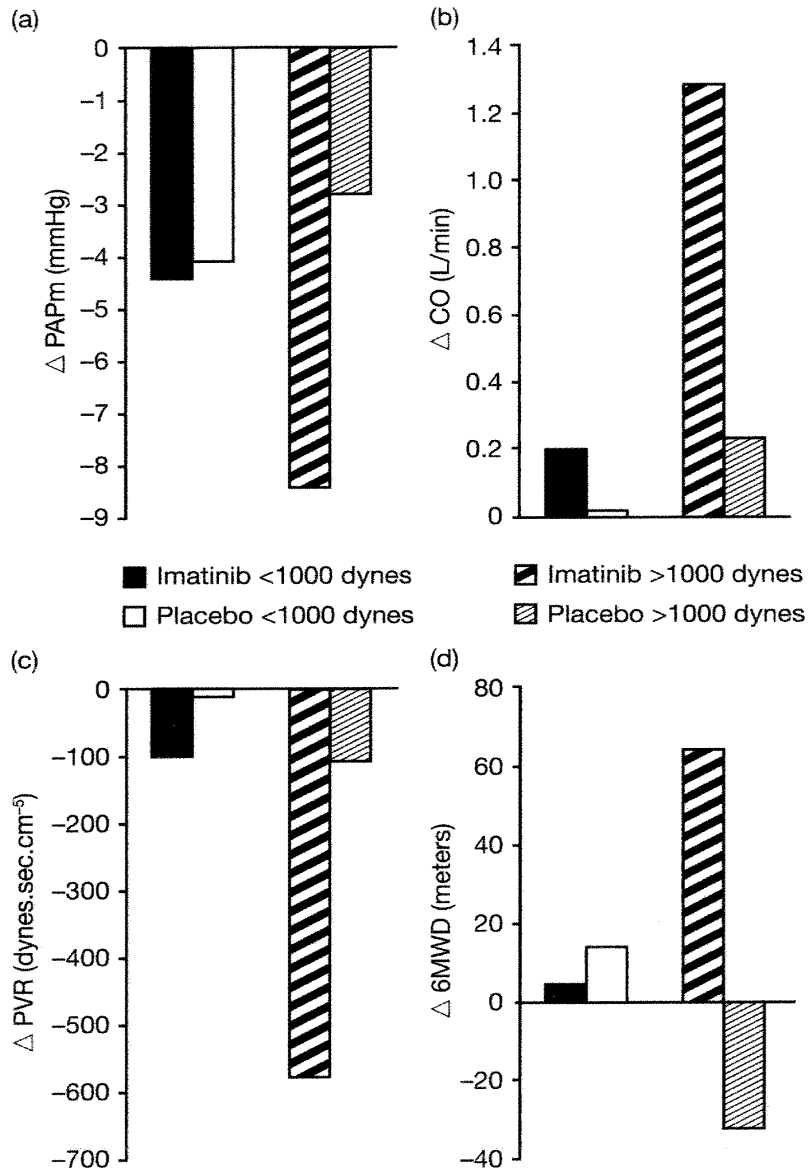 (a)
0
−1
−2
−3
−4
−5
−6
−7
−8
−9
△ PAPm (mmHg)
(b)
1.4
1.2
1.0
0.8
0.6
0.4
0.2
0
△ CO (L/min)
Imatinib <1000 dynes
Placebo <1000 dynes
Imatinib >1000 dynes
Placebo >1000 dynes
(c)
0
−100
−200
−300
−400
−500
−600
−700
△ PVR (dynes.sec.cm⁻⁵)
(d)
80
60
40
20
0
−20
−40
△ 6MWD (meters)